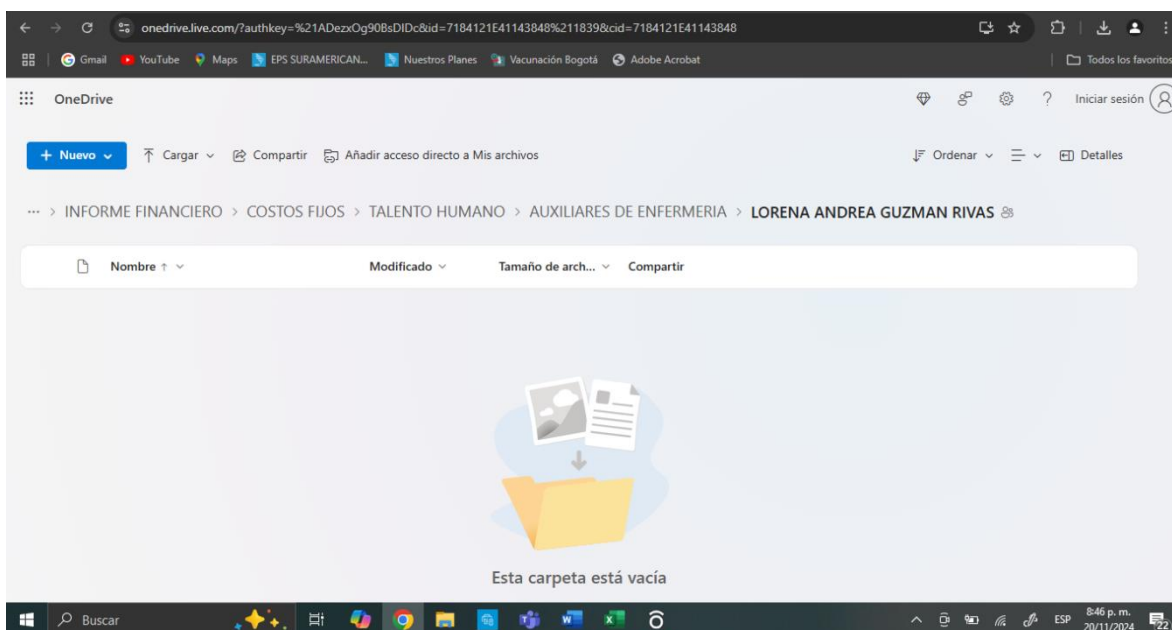 onedrive.live.com/?authkey=%21ADezxOg90BsDIDc&id=7184121E41143848%211839&cid=7184121E41143848
Gmail YouTube Maps EPS SURAMERICAN... Nuestros Planes Vacunación Bogotá Adobe Acrobat Todos los favoritos
OneDrive ? Iniciar sesión
+ Nuevo Cargar Compartir Añadir acceso directo a Mis archivos Ordenar Detalles
... > INFORME FINANCIERO > COSTOS FIJOS > TALENTO HUMANO > AUXILIARES DE ENFERMERIA > LORENA ANDREA GUZMAN RIVAS
Nombre ↑ Modificado Tamaño de arch... Compartir
Esta carpeta está vacía
Buscar ESP 8:46 p. m.
20/11/2024 22